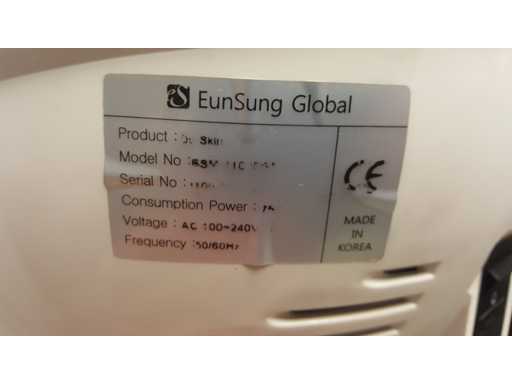 EunSung Global
Product : Skin
Model No :
Serial No :
Consumption Power :
Voltage : AC 100~240V
Frequency : 50/60Hz
CE
MADE
IN
KOREA